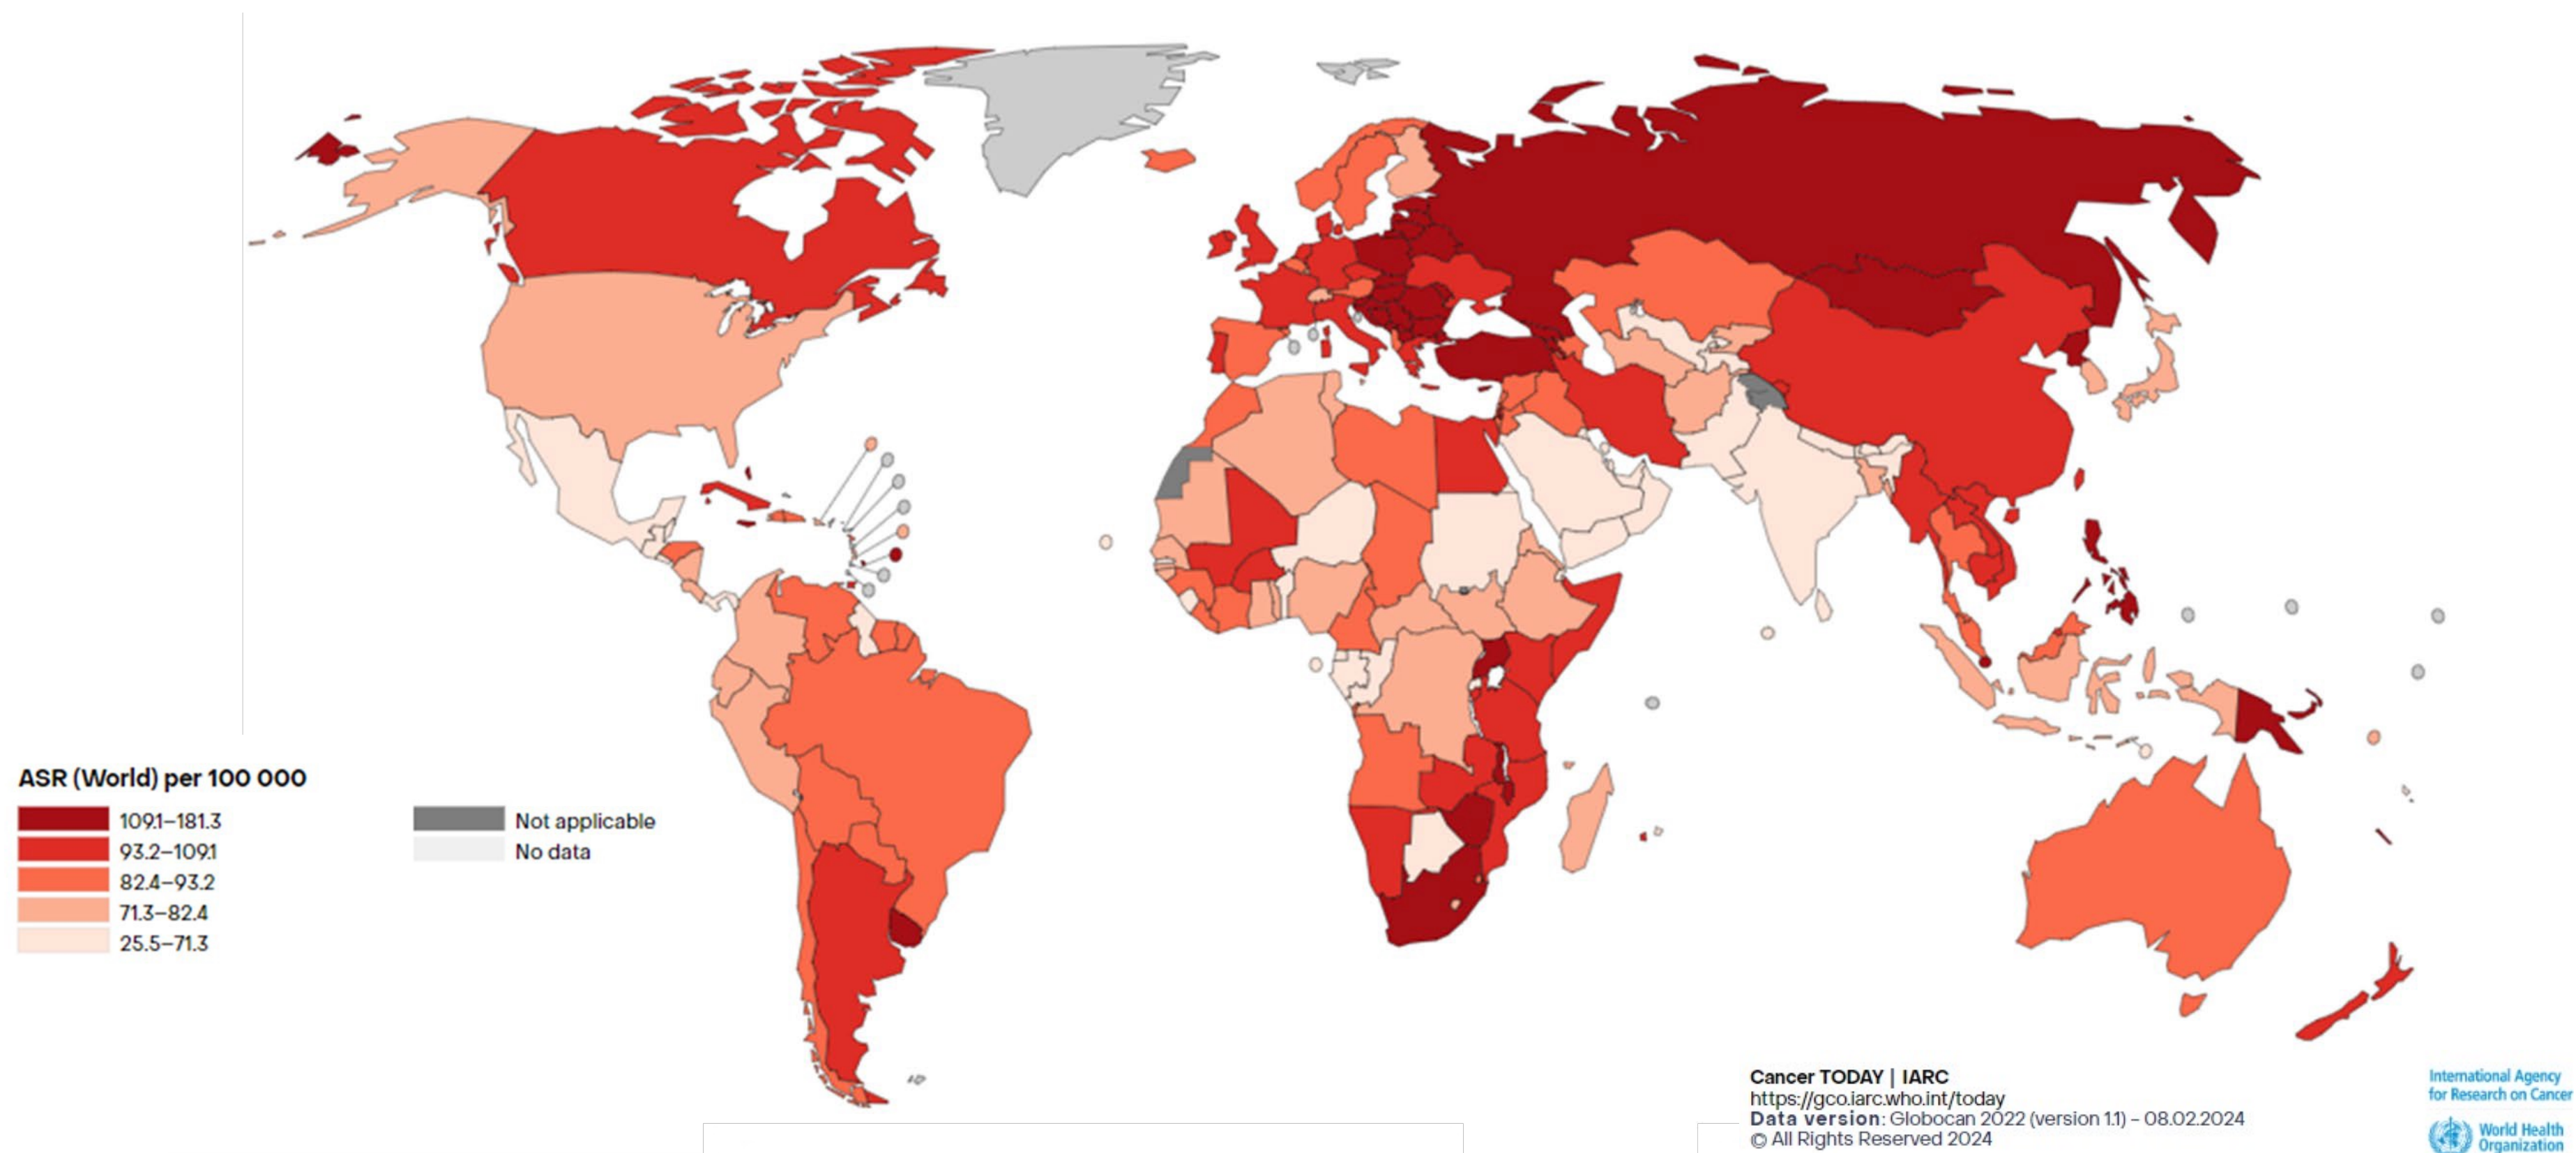 ASR (World) per 100 000
109.1–181.3
93.2–109.1
82.4–93.2
71.3–82.4
25.5–71.3
Not applicable
No data
Cancer TODAY | IARC
https://gco.iarc.who.int/today
Data version: Globocan 2022 (version 1.1) – 08.02.2024
© All Rights Reserved 2024
International Agency
for Research on Cancer
World Health
Organization